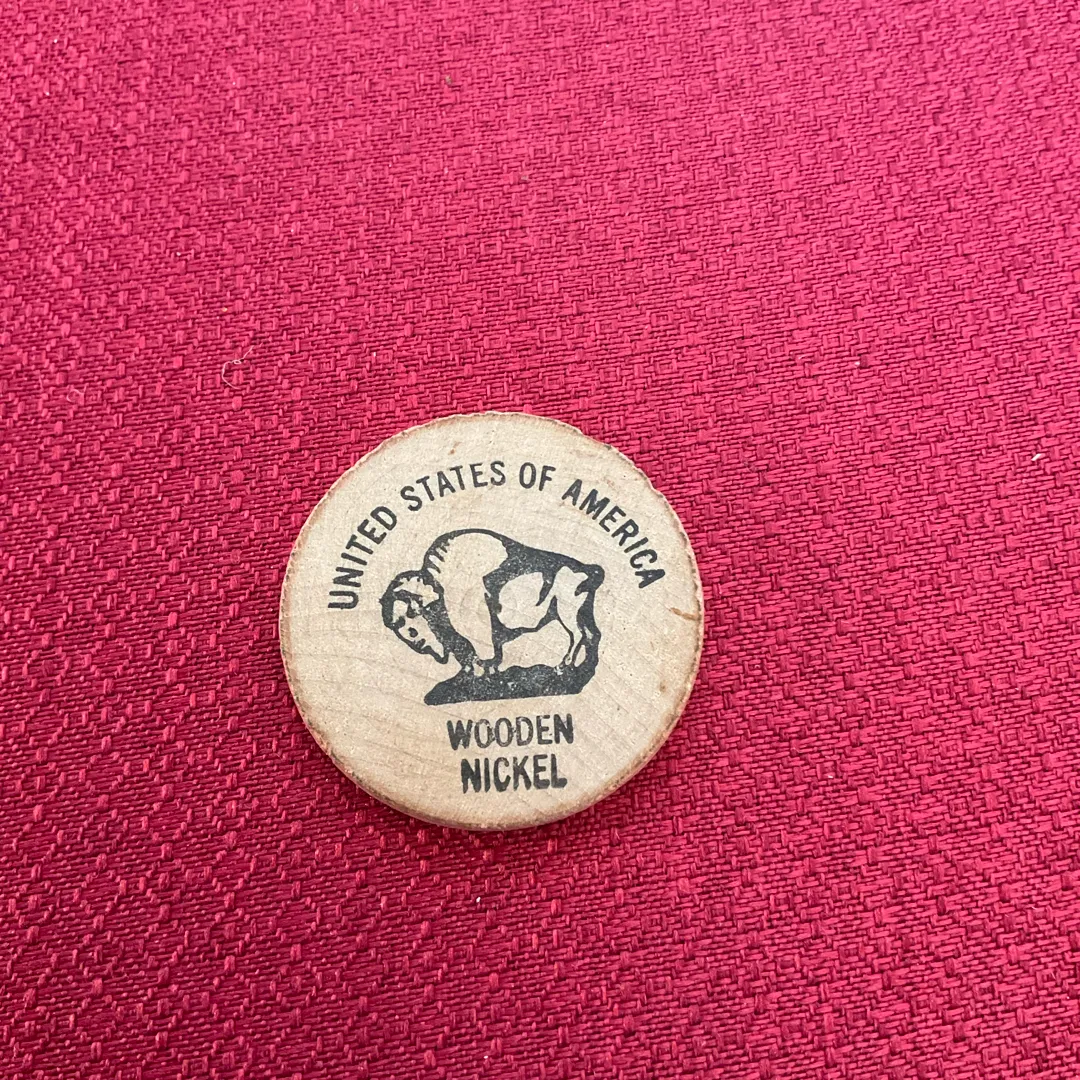 UNITED STATES OF AMERICA
WOODEN
NICKEL